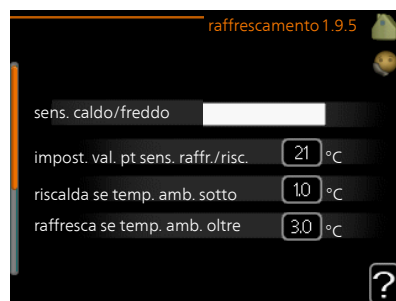 raffrescamento 1.9.5
sens. caldo/freddo
impost. val. pt sens. raffr./risc. 21 °C
riscalda se temp. amb. sotto 1.0 °C
raffresca se temp. amb. oltre 3.0 °C
?